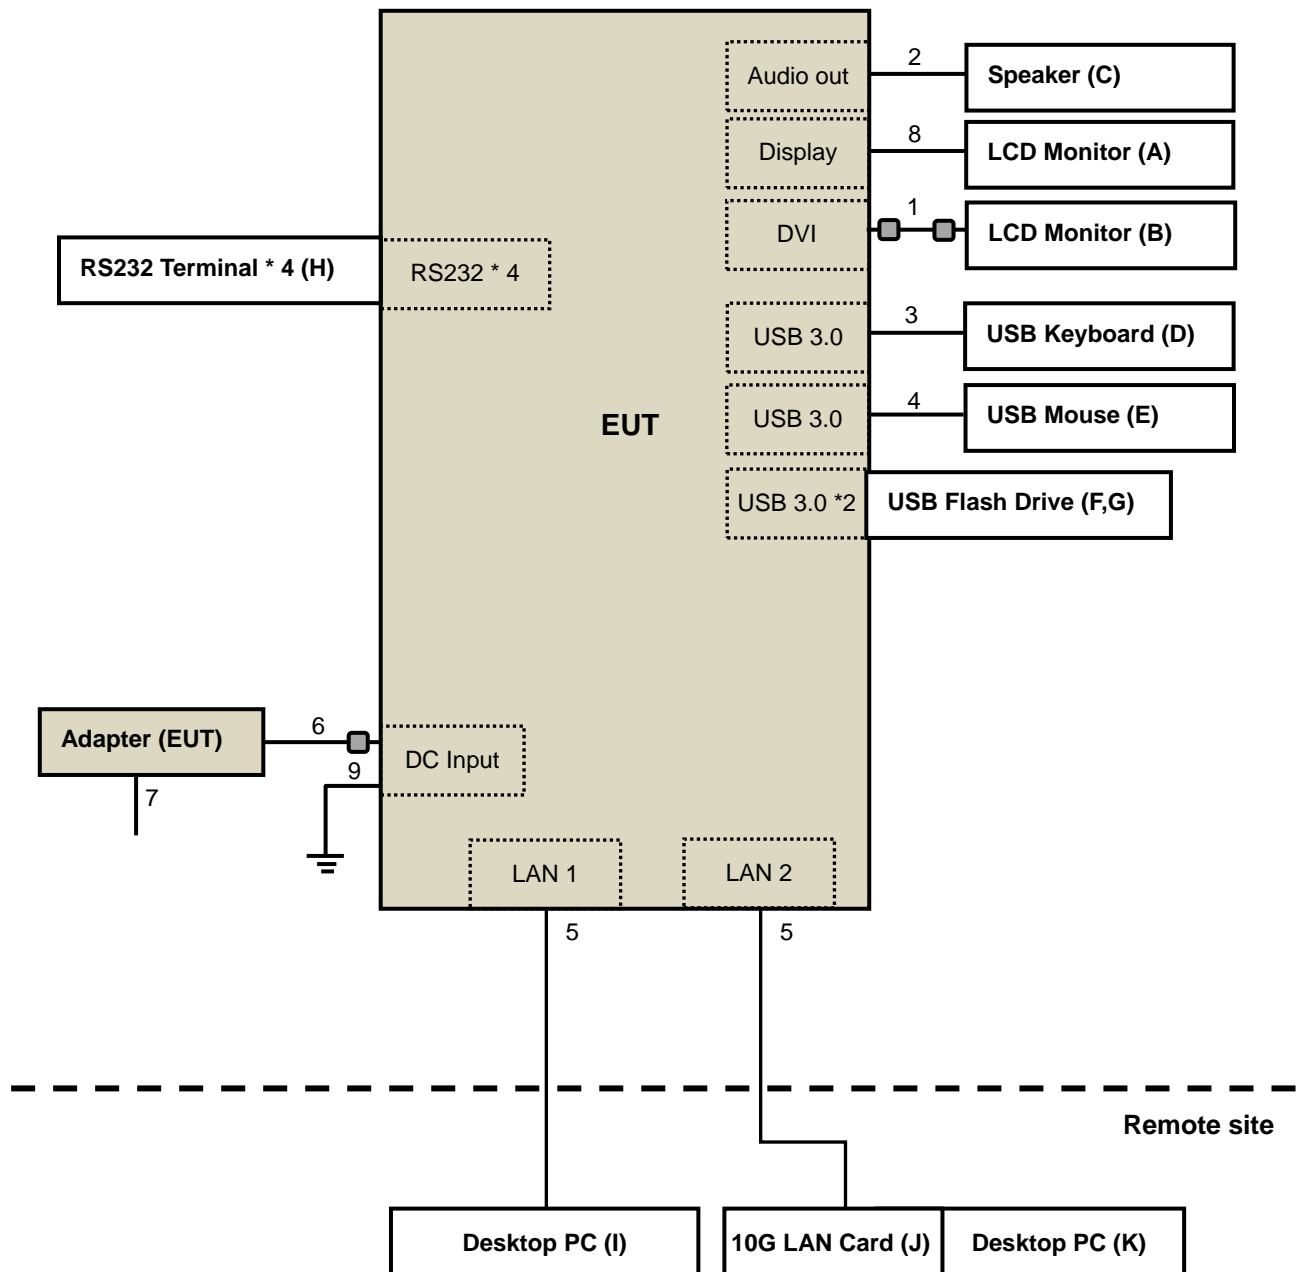 Audio out
2
Speaker (C)
Display
8
LCD Monitor (A)
DVI
1
LCD Monitor (B)
RS232 Terminal * 4 (H)
RS232 * 4
USB 3.0
3
USB Keyboard (D)
EUT
USB 3.0
4
USB Mouse (E)
USB 3.0 *2
USB Flash Drive (F,G)
Adapter (EUT)
6
DC Input
9
7
LAN 1
LAN 2
5
5
Remote site
Desktop PC (I)
10G LAN Card (J)
Desktop PC (K)